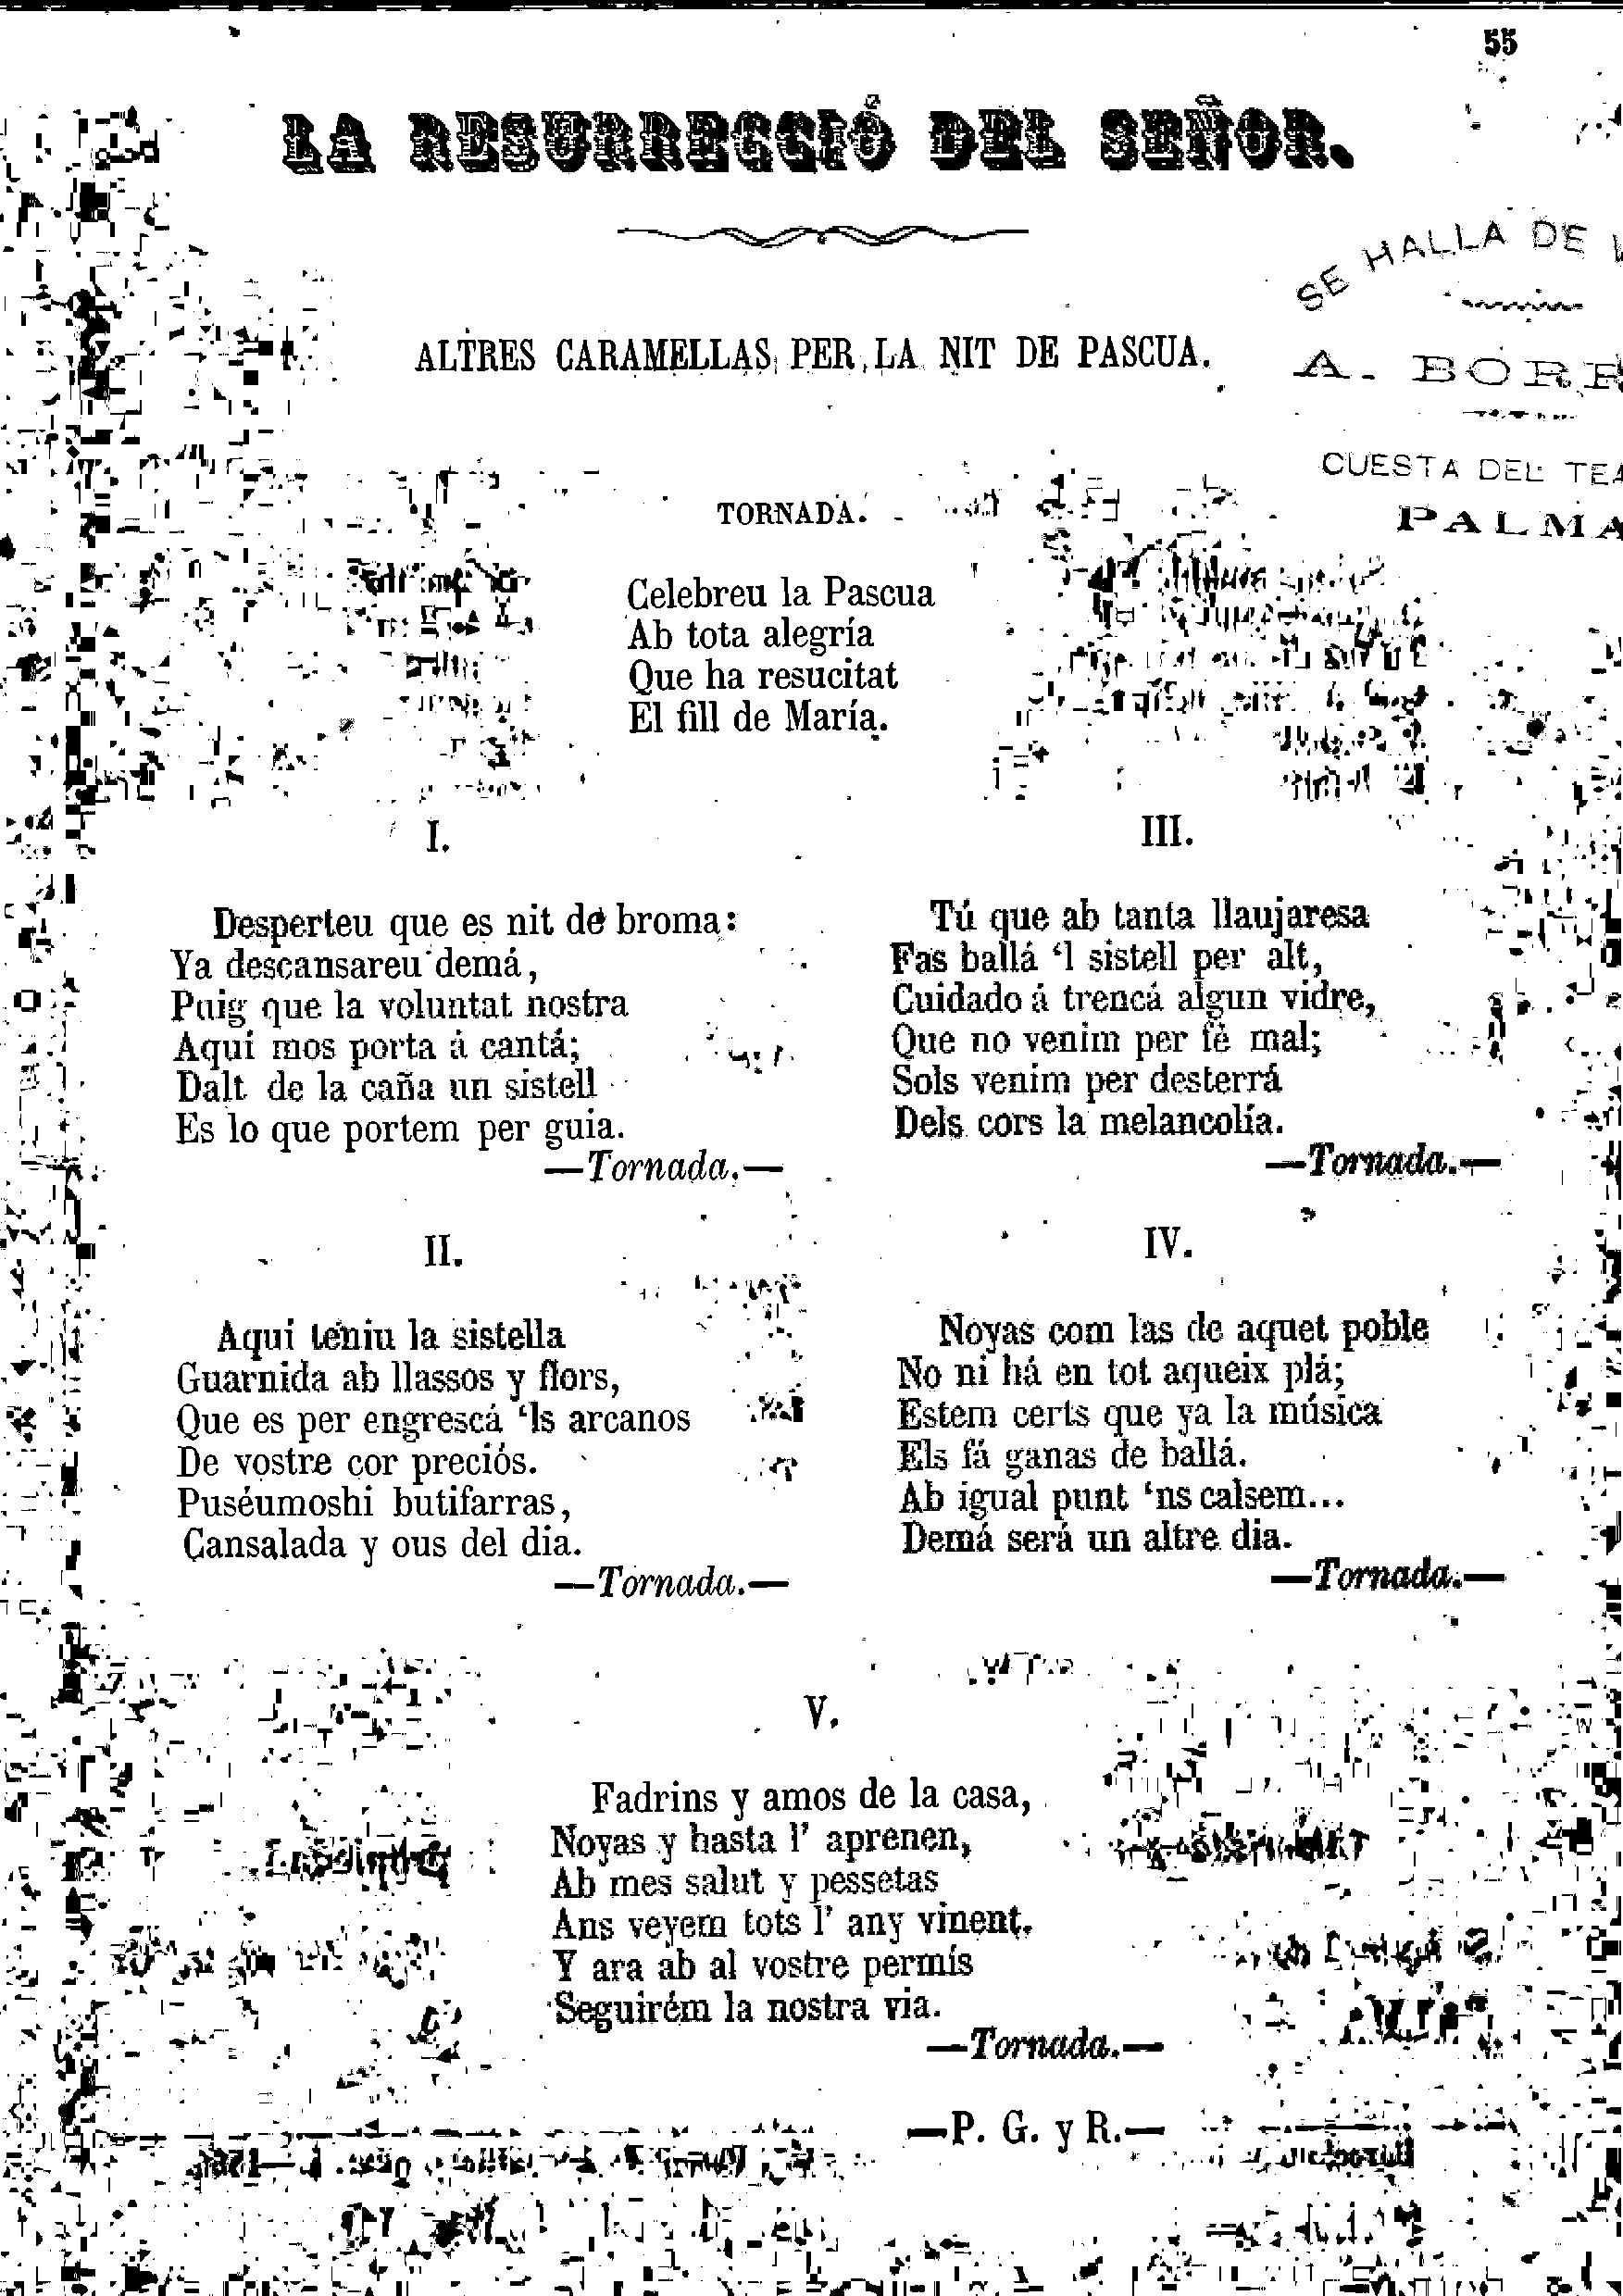 55
LA RESURRECCIÓ DEL SEÑOR.
SE HALLA DE
A. BORR
CUESTA DEL TEA
PALMA
ALTRES CARAMELLAS PER LA NIT DE PASCUA.
TORNADA.
Celebreu la Pascua
Ab tota alegría
Que ha resucitat
El fill de María.
I.
Desperteu que es nit de broma:
Ya descansareu demá,
Puig que la voluntat nostra
Aqui mos porta á cantá;
Dalt de la caña un sistell
Es lo que portem per guia.
—Tornada.—
II.
Aqui teniu la sistella
Guarnida ab llassos y flors,
Que es per engrescá ‘ls arcanos
De vostre cor preciós.
Puséumoshi butifarras,
Cansalada y ous del dia.
—Tornada.—
III.
Tú que ab tanta llaujaresa
Fas ballá ‘l sistell per alt,
Cuidado á trencá algun vidre,
Que no venim per fé mal;
Sols venim per desterrá
Dels cors la melancolía.
—Tornada.—
IV.
Noyas com las de aquet poble
No ni há en tot aqueix plá;
Estem certs que ya la música
Els fá ganas de ballá.
Ab igual punt ‘ns calsem...
Demá será un altre dia.
—Tornada.—
V.
Fadrins y amos de la casa,
Noyas y hasta l’ aprenen,
Ab mes salut y pessetas
Ans veyem tots l’ any vinent.
Y ara ab al vostre permís
Seguirém la nostra via.
—Tornada.—
—P. G. y R.—